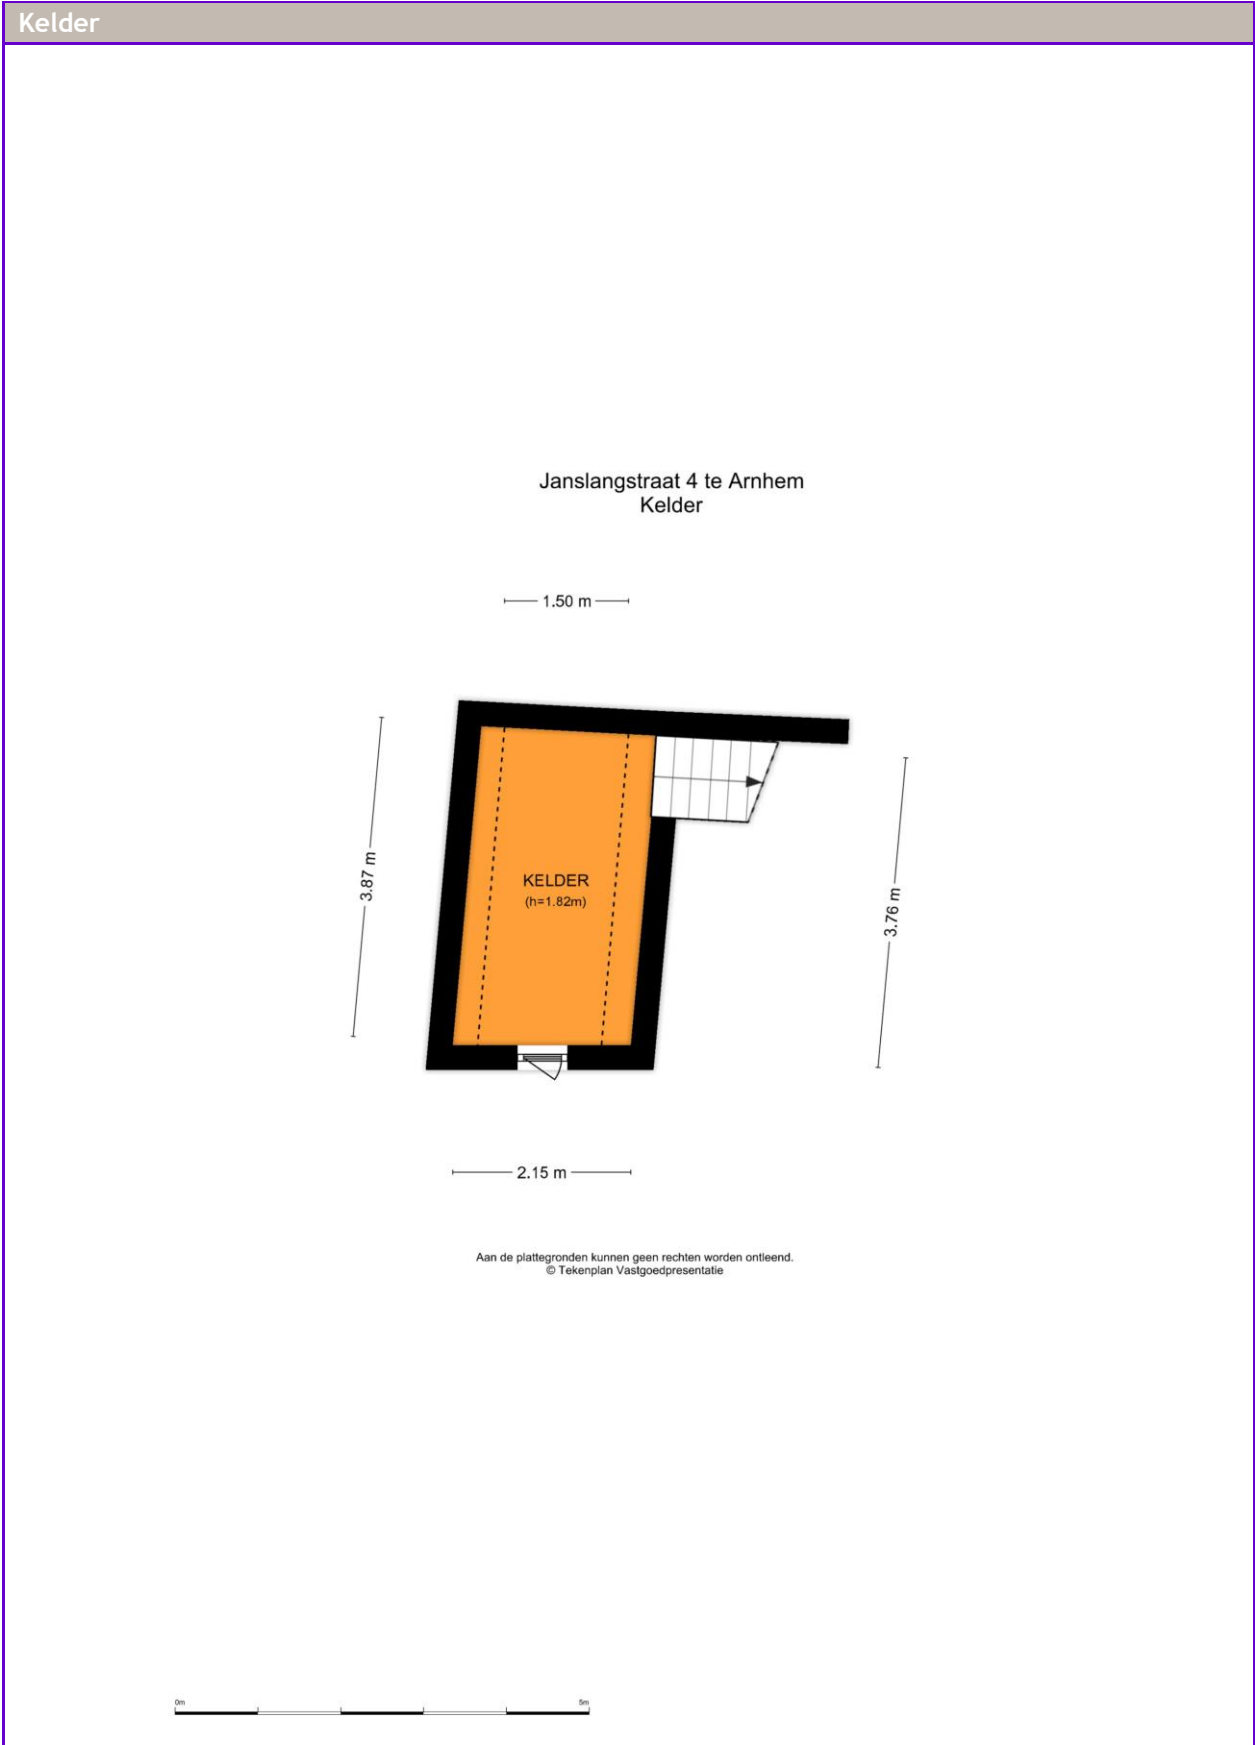 Kelder
Janslangstraat 4 te Arnhem
Kelder
1.50 m
3.87 m
KELDER
(h=1.82m)
3.76 m
2.15 m
Aan de plattegronden kunnen geen rechten worden ontleend.
© Tekenplan Vastgoedpresentatie
0m
5m